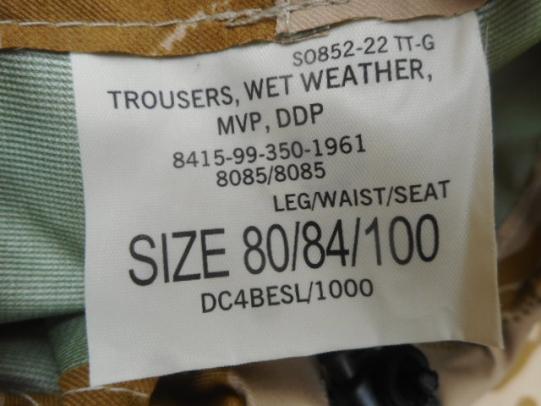 SO852-22 TT-G
TROUSERS, WET WEATHER,
MVP, DDP
8415-99-350-1961
8085/8085
LEG/WAIST/SEAT
SIZE 80/84/100
DC4BESL/1000